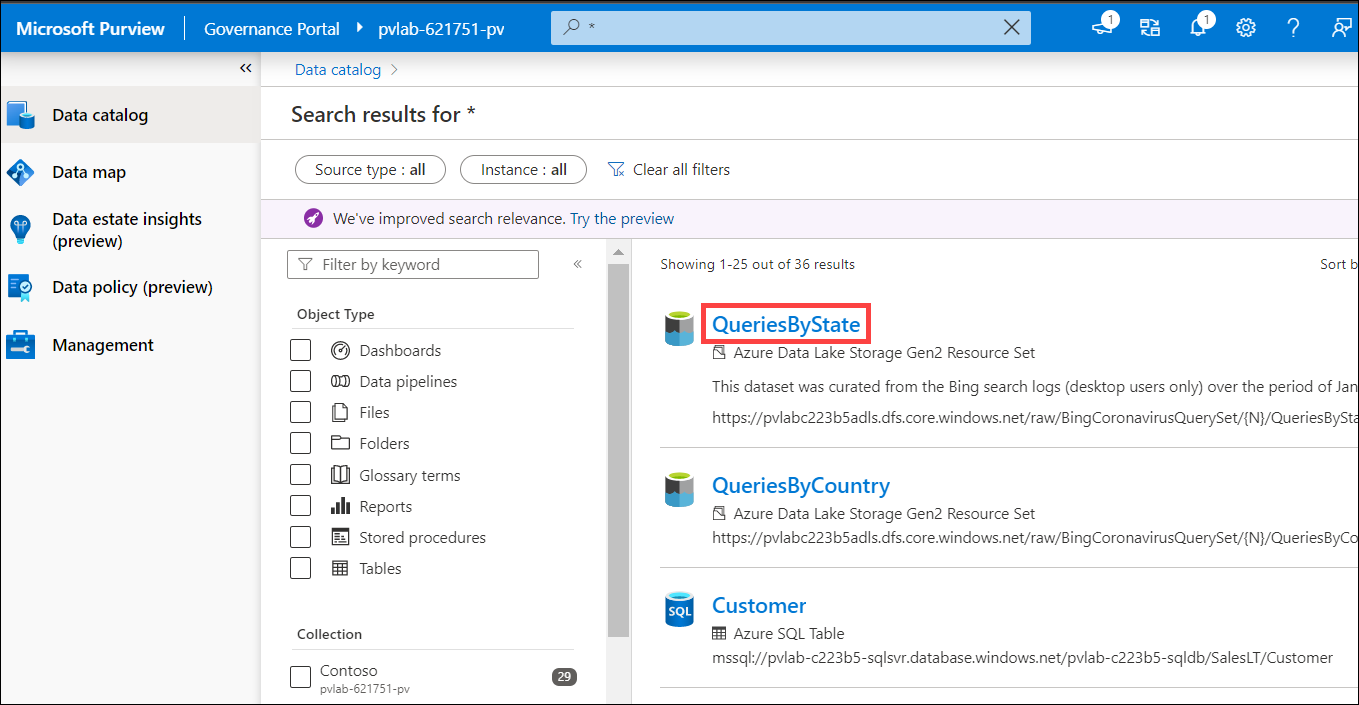 Microsoft Purview Governance Portal pvlab-621751-pv *
1 1
Data catalog
Data map
Data estate insights
(preview)
Data policy (preview)
Management
Data catalog
Search results for *
Source type : all Instance : all Clear all filters
We've improved search relevance. Try the preview
Filter by keyword
Object Type
Dashboards
Data pipelines
Files
Folders
Glossary terms
Reports
Stored procedures
Tables
Collection
Contoso 29
pvlab-621751-pv
Showing 1-25 out of 36 results Sort b
QueriesByState
Azure Data Lake Storage Gen2 Resource Set
This dataset was curated from the Bing search logs (desktop users only) over the period of Jan
https://pvlabc223b5adls.dfs.core.windows.net/raw/BingCoronavirusQuerySet/{N}/QueriesBySta
QueriesByCountry
Azure Data Lake Storage Gen2 Resource Set
https://pvlabc223b5adls.dfs.core.windows.net/raw/BingCoronavirusQuerySet/{N}/QueriesByCo
SQL
Customer
Azure SQL Table
mssql://pvlab-c223b5-sqlsvr.database.windows.net/pvlab-c223b5-sqldb/SalesLT/Customer